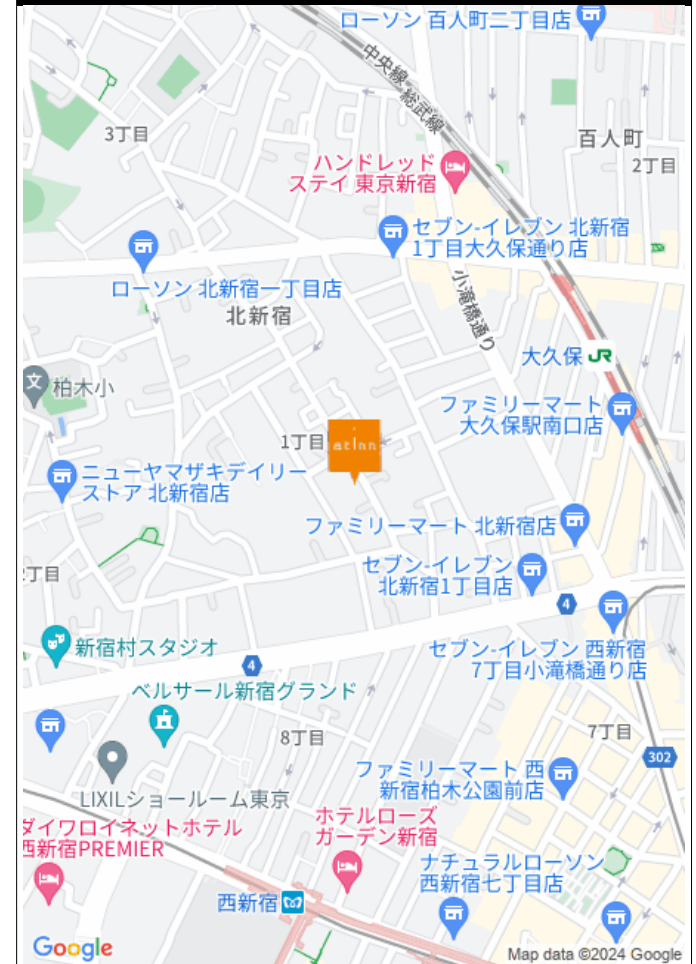 ローソン 百人町二丁目店
中央線
総武線
3丁目
百人町
2丁目
ハンドレッド
ステイ 東京新宿
セブン-イレブン 北新宿
1丁目大久保通り店
ローソン 北新宿一丁目店
小滝橋通り
北新宿
大久保 JR
文
柏木小
ファミリーマート
大久保駅南口店
1丁目
at Inn
ニューヤマザキデイリー
ストア 北新宿店
ファミリーマート 北新宿店
セブン-イレブン
北新宿1丁目店
丁目
4
新宿村スタジオ
セブン-イレブン 西新宿
7丁目小滝橋通り店
4
ベルサール新宿グランド
8丁目
7丁目
302
ファミリーマート 西
新宿柏木公園前店
LIXILショールーム東京
ダイワロイネットホテル
西新宿PREMIER
ホテルローズ
ガーデン新宿
ナチュラルローソン
西新宿七丁目店
西新宿
Google
Map data ©2024 Google